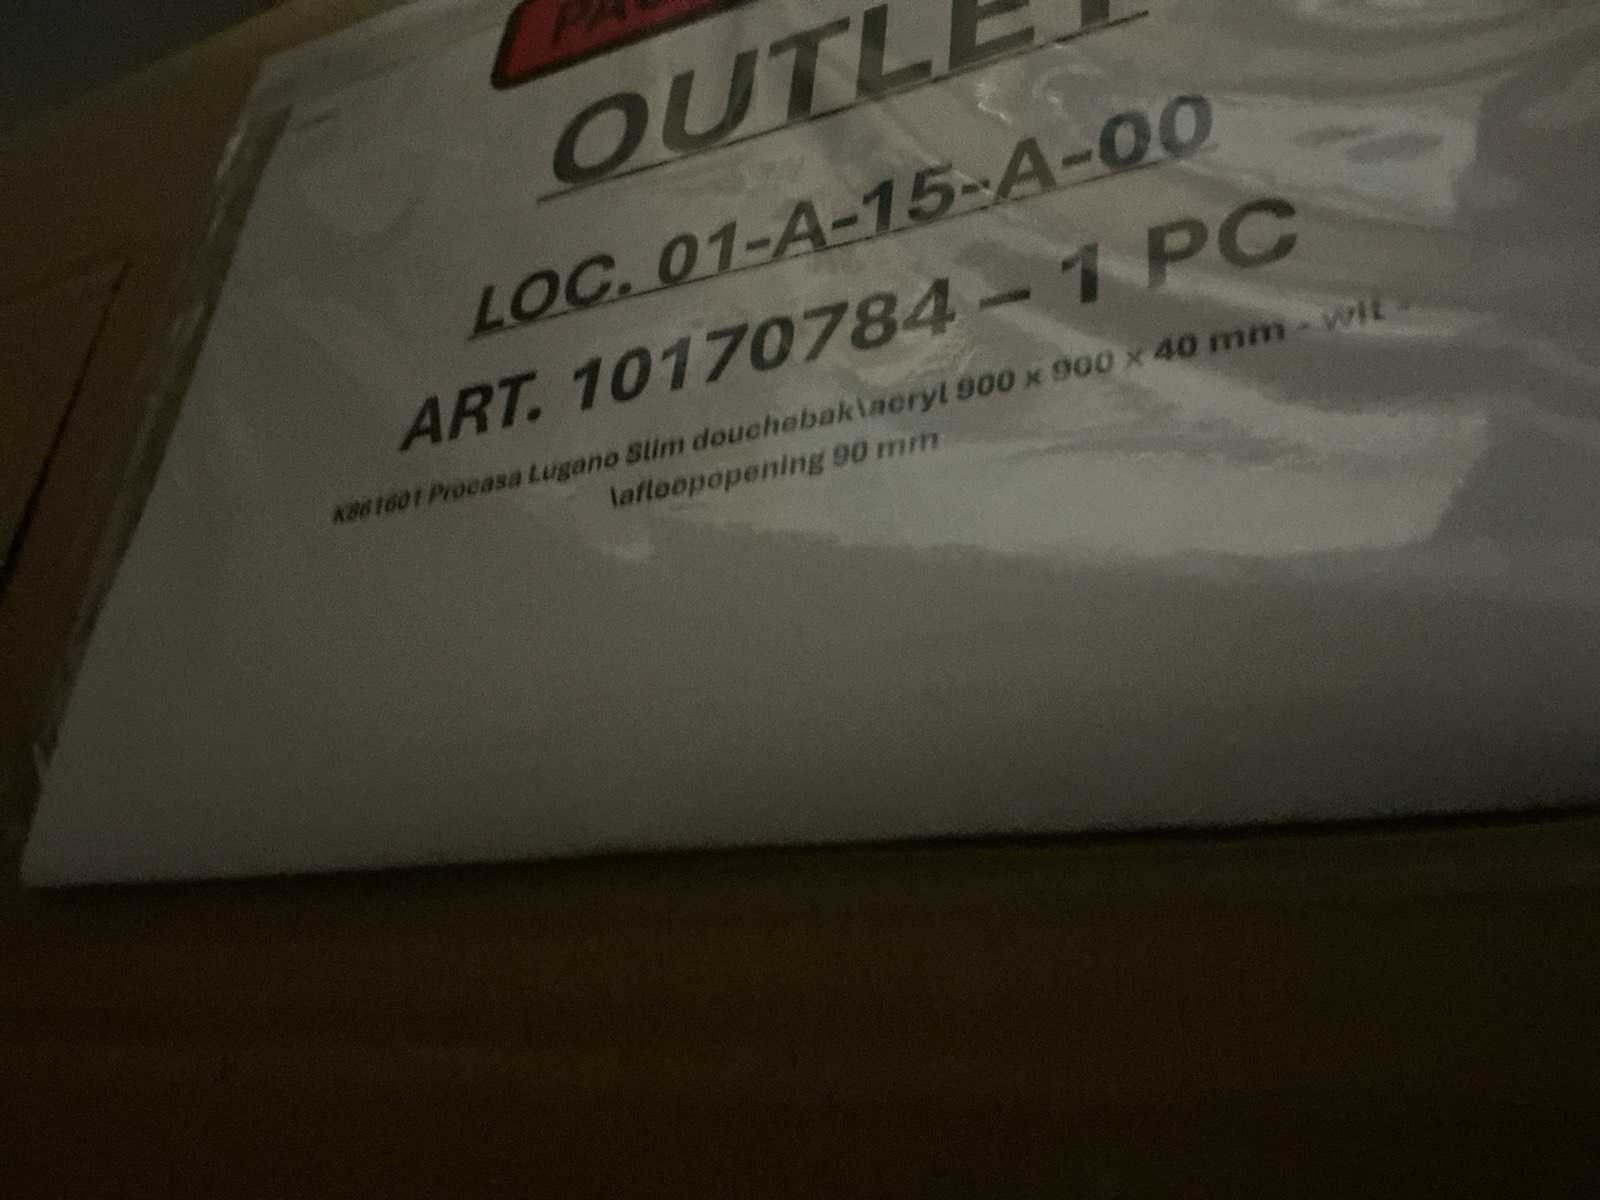 OUTLET
LOC. 01-A-15-A-00
ART. 10170784 – 1 PC
K861601 Procasa Lugano Slim douchebak\acryl 900 x 900 x 40 mm - wit -
\afloopopening 90 mm